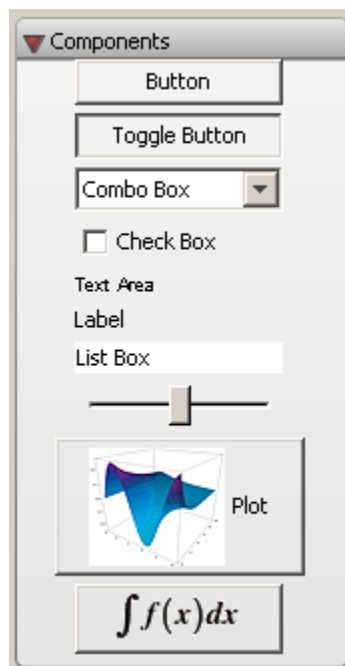 Components
Button
Toggle Button
Combo Box
Check Box
Text Area
Label
List Box
Plot
∫ f(x)dx